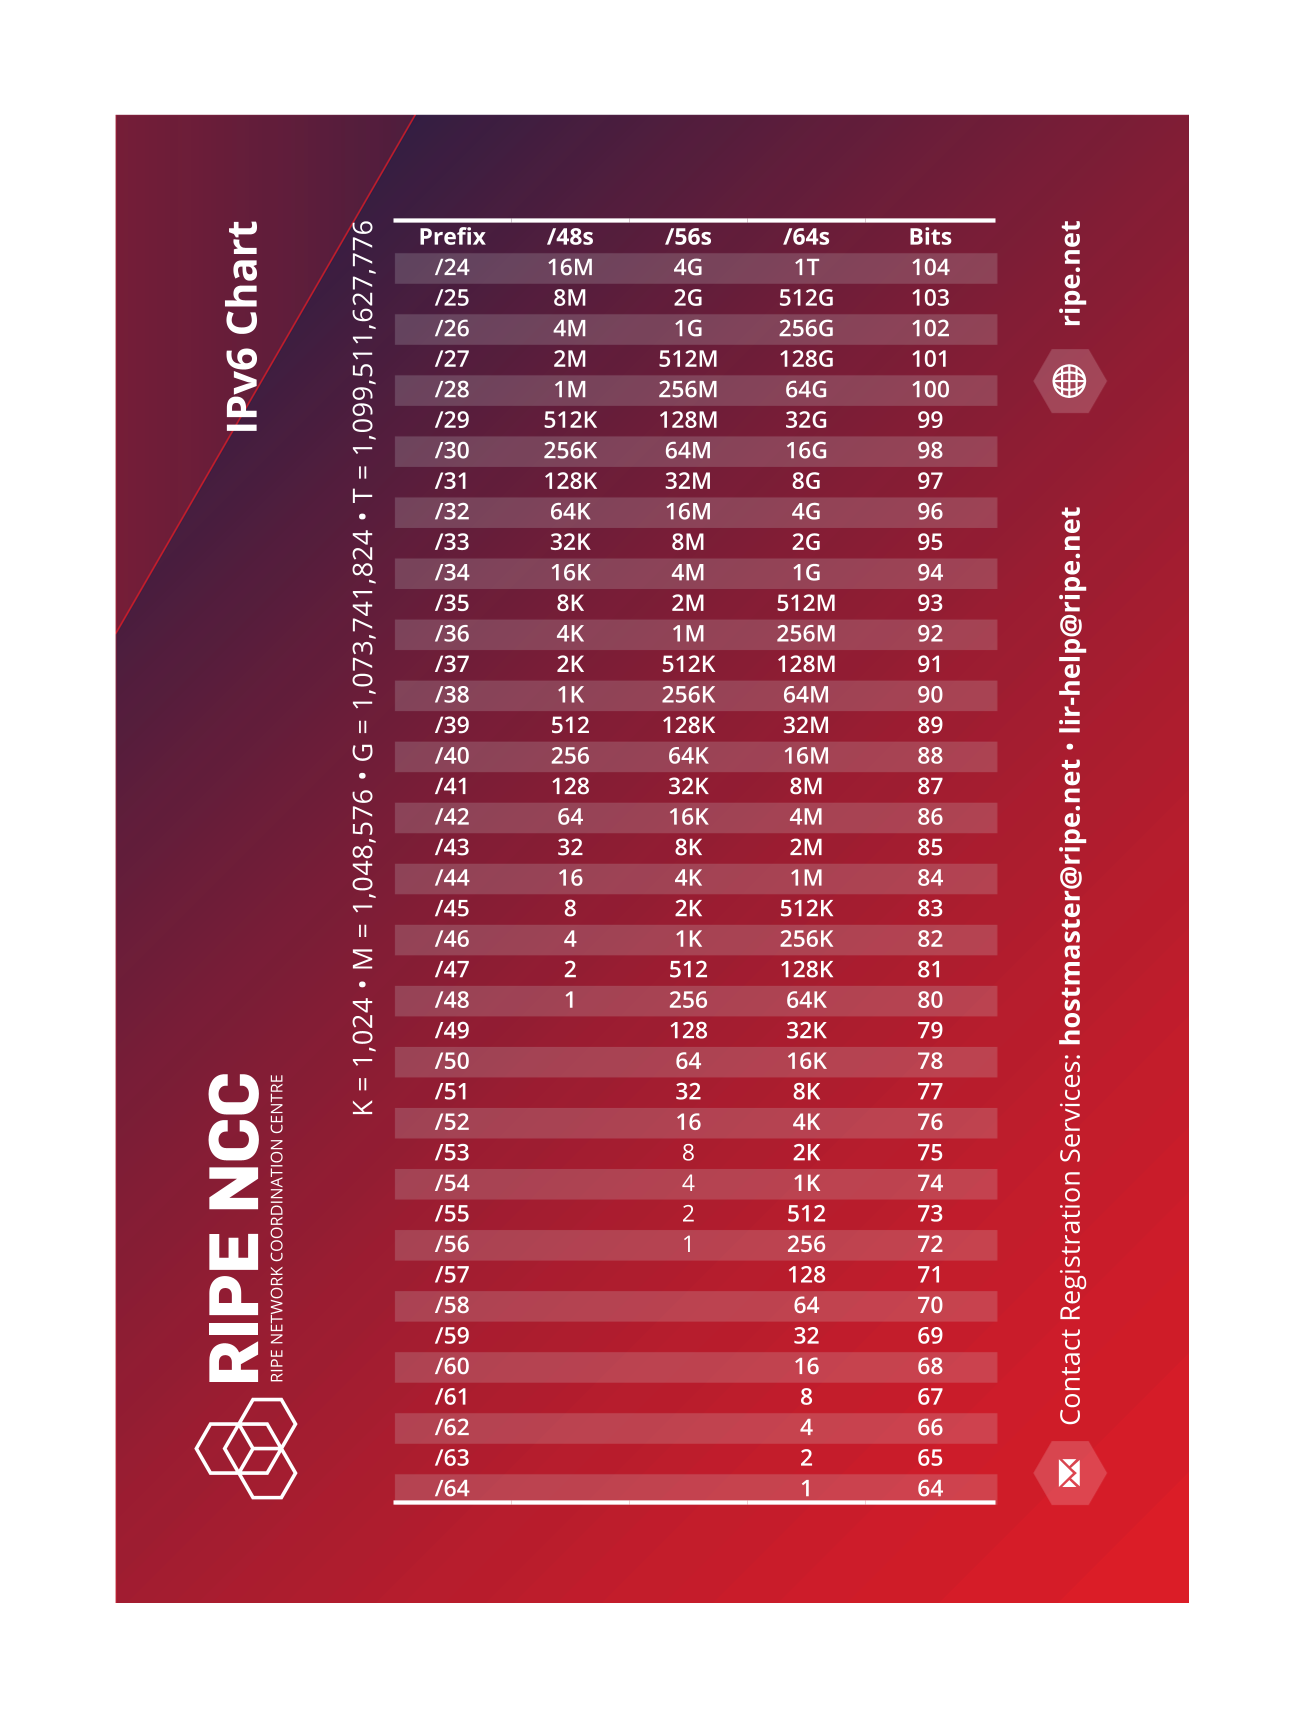 IPv6 Chart
RIPE NCC
RIPE NETWORK COORDINATION CENTRE
K = 1,024 • M = 1,048,576 • G = 1,073,741,824 • T = 1,099,511,627,776
Prefix /48s /56s /64s Bits
/24 16M 4G 1T 104
/25 8M 2G 512G 103
/26 4M 1G 256G 102
/27 2M 512M 128G 101
/28 1M 256M 64G 100
/29 512K 128M 32G 99
/30 256K 64M 16G 98
/31 128K 32M 8G 97
/32 64K 16M 4G 96
/33 32K 8M 2G 95
/34 16K 4M 1G 94
/35 8K 2M 512M 93
/36 4K 1M 256M 92
/37 2K 512K 128M 91
/38 1K 256K 64M 90
/39 512 128K 32M 89
/40 256 64K 16M 88
/41 128 32K 8M 87
/42 64 16K 4M 86
/43 32 8K 2M 85
/44 16 4K 1M 84
/45 8 2K 512K 83
/46 4 1K 256K 82
/47 2 512 128K 81
/48 1 256 64K 80
/49 128 32K 79
/50 64 16K 78
/51 32 8K 77
/52 16 4K 76
/53 8 2K 75
/54 4 1K 74
/55 2 512 73
/56 1 256 72
/57 128 71
/58 64 70
/59 32 69
/60 16 68
/61 8 67
/62 4 66
/63 2 65
/64 1 64
Contact Registration Services: hostmaster@ripe.net • lir-help@ripe.net
ripe.net